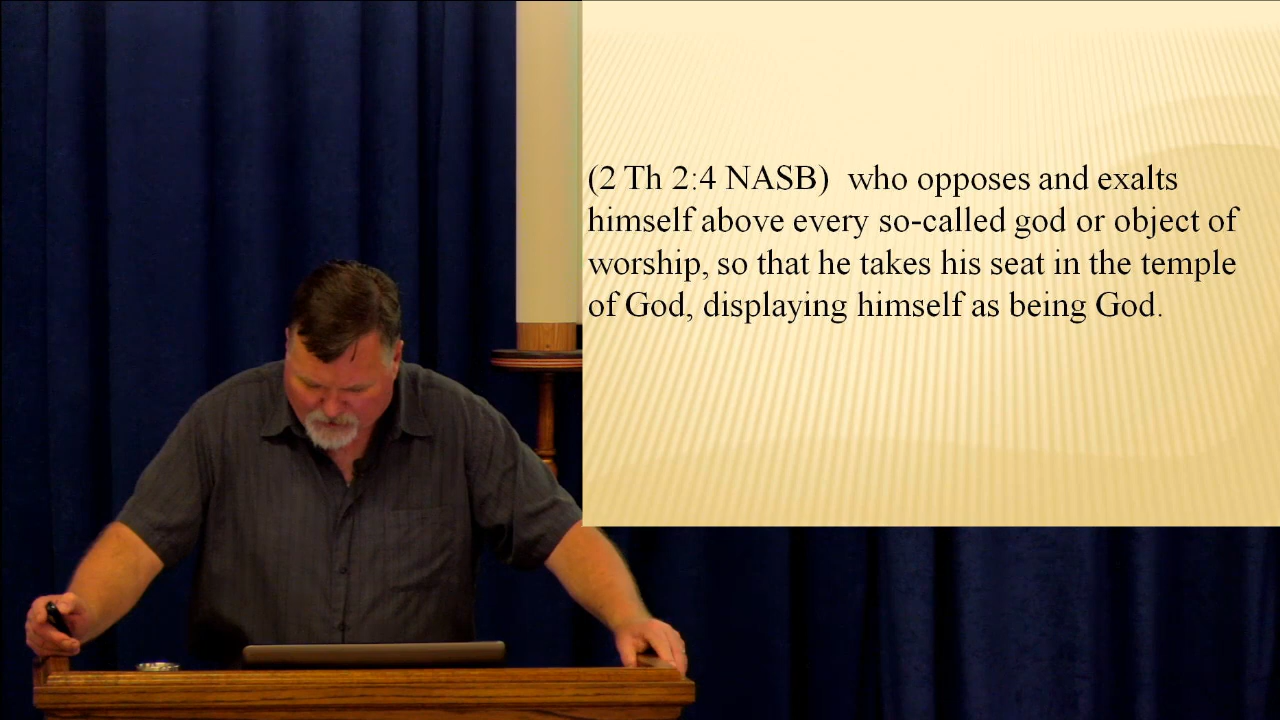 (2 Th 2:4 NASB)  who opposes and exalts
himself above every so-called god or object of
worship, so that he takes his seat in the temple
of God, displaying himself as being God.